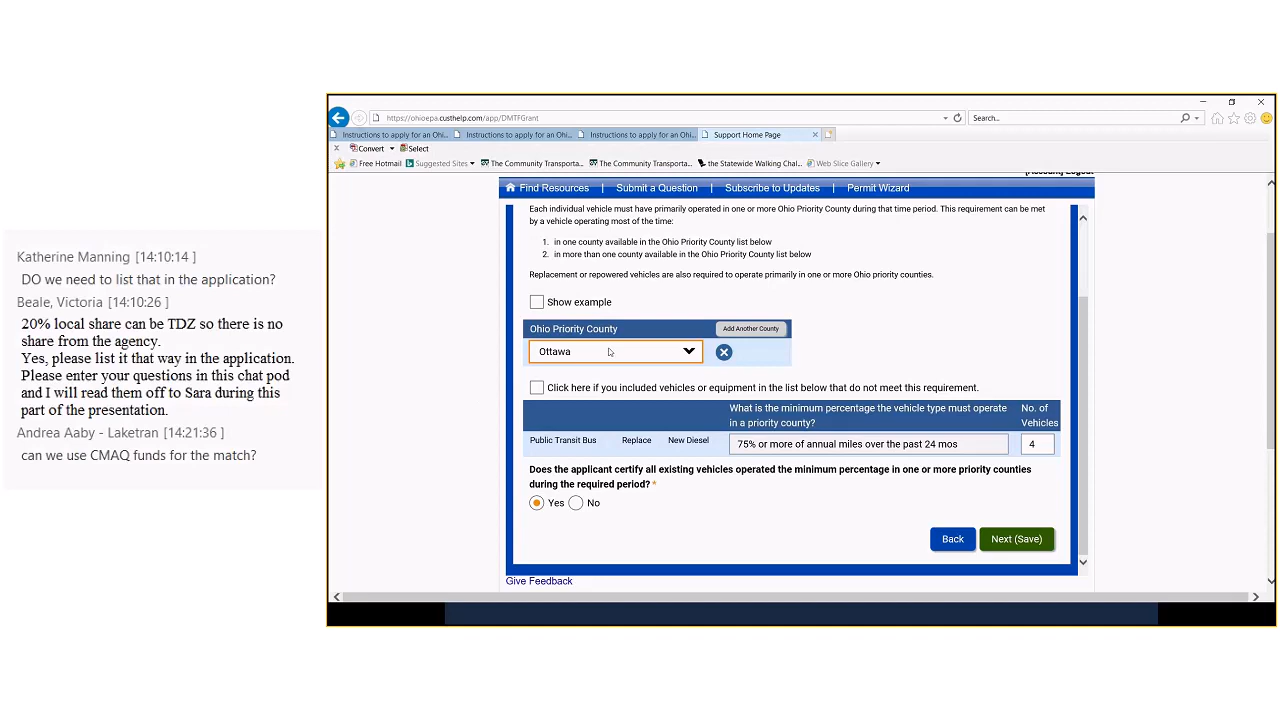 Katherine Manning [14:10:14 ]
DO we need to list that in the application?
Beale, Victoria [14:10:26 ]
20% local share can be TDZ so there is no
share from the agency.
Yes, please list it that way in the application.
Please enter your questions in this chat pod
and I will read them off to Sara during this
part of the presentation.
Andrea Aaby - Laketran [14:21:36 ]
can we use CMAQ funds for the match?
https://ohioepa.custhelp.com/app/DMTFGrant
Search...
Instructions to apply for an Ohi...
Instructions to apply for an Ohi...
Instructions to apply for an Ohi...
Support Home Page
x Convert Select
Free Hotmail Suggested Sites The Community Transporta... The Community Transporta... the Statewide Walking Chal... Web Slice Gallery
Find Resources | Submit a Question | Subscribe to Updates | Permit Wizard
Each individual vehicle must have primarily operated in one or more Ohio Priority County during that time period. This requirement can be met
by a vehicle operating most of the time:
1. in one county available in the Ohio Priority County list below
2. in more than one county available in the Ohio Priority County list below
Replacement or repowered vehicles are also required to operate primarily in one or more Ohio priority counties.
Show example
Ohio Priority County Add Another County
Ottawa
Click here if you included vehicles or equipment in the list below that do not meet this requirement.
What is the minimum percentage the vehicle type must operate
in a priority county?
No. of
Vehicles
Public Transit Bus Replace New Diesel 75% or more of annual miles over the past 24 mos 4
Does the applicant certify all existing vehicles operated the minimum percentage in one or more priority counties
during the required period? *
Yes No
Back Next (Save)
Give Feedback